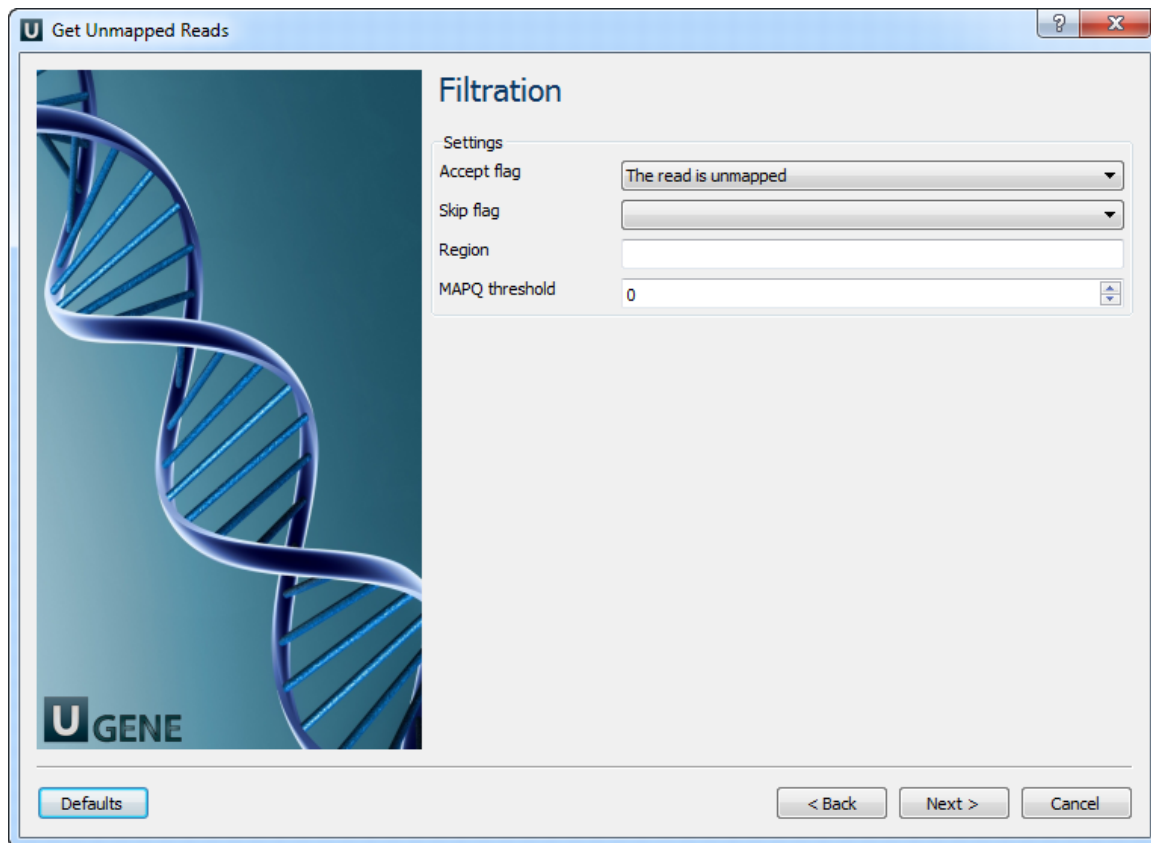 U Get Unmapped Reads
Filtration
Settings
Accept flag The read is unmapped
Skip flag
Region
MAPQ threshold 0
U GENE
Defaults < Back Next > Cancel